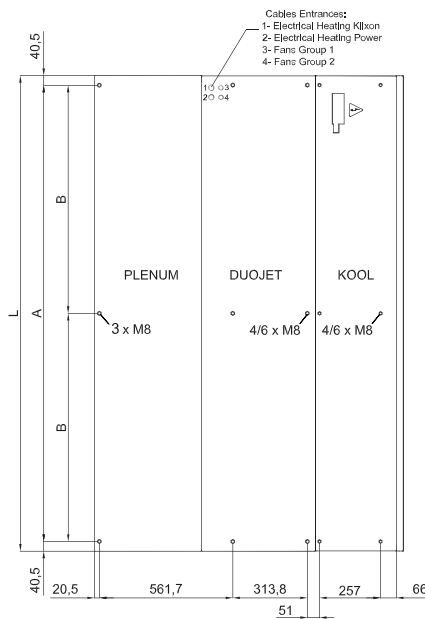 Cables Entrances:
1- Electrical Heating Klixon
2- Electrical Heating Power
3- Fans Group 1
4- Fans Group 2
40,5
1 3
2 4
B
PLENUM DUOJET KOOL
L
A
3 x M8
4/6 x M8
4/6 x M8
B
40,5
20,5
561,7
313,8
51
257
66